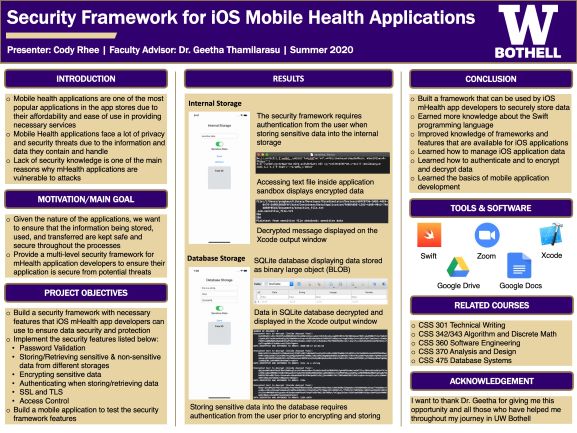 Security Framework for iOS Mobile Health Applications
Presenter: Cody Rhee | Faculty Advisor: Dr. Geetha Thamilarasu | Summer 2020
W
BOTHELL
INTRODUCTION
o Mobile health applications are one of the most
popular applications in the app stores due to
their affordability and ease of use in providing
necessary services
o Mobile Health applications face a lot of privacy
and security threats due to the information and
data they contain and handle
o Lack of security knowledge is one of the main
reasons why mHealth applications are
vulnerable to attacks
MOTIVATION/MAIN GOAL
o Given the nature of the applications, we want
to ensure that the information being stored,
used, and transferred are kept safe and
secure throughout the processes
o Provide a multi-level security framework for
mHealth application developers to ensure their
application is secure from potential threats
PROJECT OBJECTIVES
o Build a security framework with necessary
features that iOS mHealth app developers can
use to ensure data security and protection
o Implement the security features listed below:
• Password Validation
• Storing/Retrieving sensitive & non-sensitive
data from different storages
• Encrypting sensitive data
• Authenticating when storing/retrieving data
• SSL and TLS
• Access Control
o Build a mobile application to test the security
framework features
RESULTS
Internal Storage
The security framework requires
authentication from the user when
storing sensitive data into the internal
storage
Internal Storage
Accessing text file inside application
sandbox displays encrypted data
Decrypted message displayed on the
Xcode output window
Database Storage
SQLite database displaying data stored
as binary large object (BLOB)
Database Storage
Data in SQLite database decrypted and
displayed in the Xcode output window
Storing sensitive data into the database requires
authentication from the user prior to encrypting and storing
CONCLUSION
o Built a framework that can be used by iOS
mHealth app developers to securely store data
o Earned more knowledge about the Swift
programming language
o Improved knowledge of frameworks and
features that are available for iOS applications
o Learned how to manage iOS application data
o Learned how to authenticate and to encrypt
and decrypt data
o Learned the basics of mobile application
development
TOOLS & SOFTWARE
Swift
Zoom
Xcode
Google Drive
Google Docs
RELATED COURSES
o CSS 301 Technical Writing
o CSS 342/343 Algorithm and Discrete Math
o CSS 360 Software Engineering
o CSS 370 Analysis and Design
o CSS 475 Database Systems
ACKNOWLEDGEMENT
I want to thank Dr. Geetha for giving me this
opportunity and all those who have helped me
throughout my journey in UW Bothell